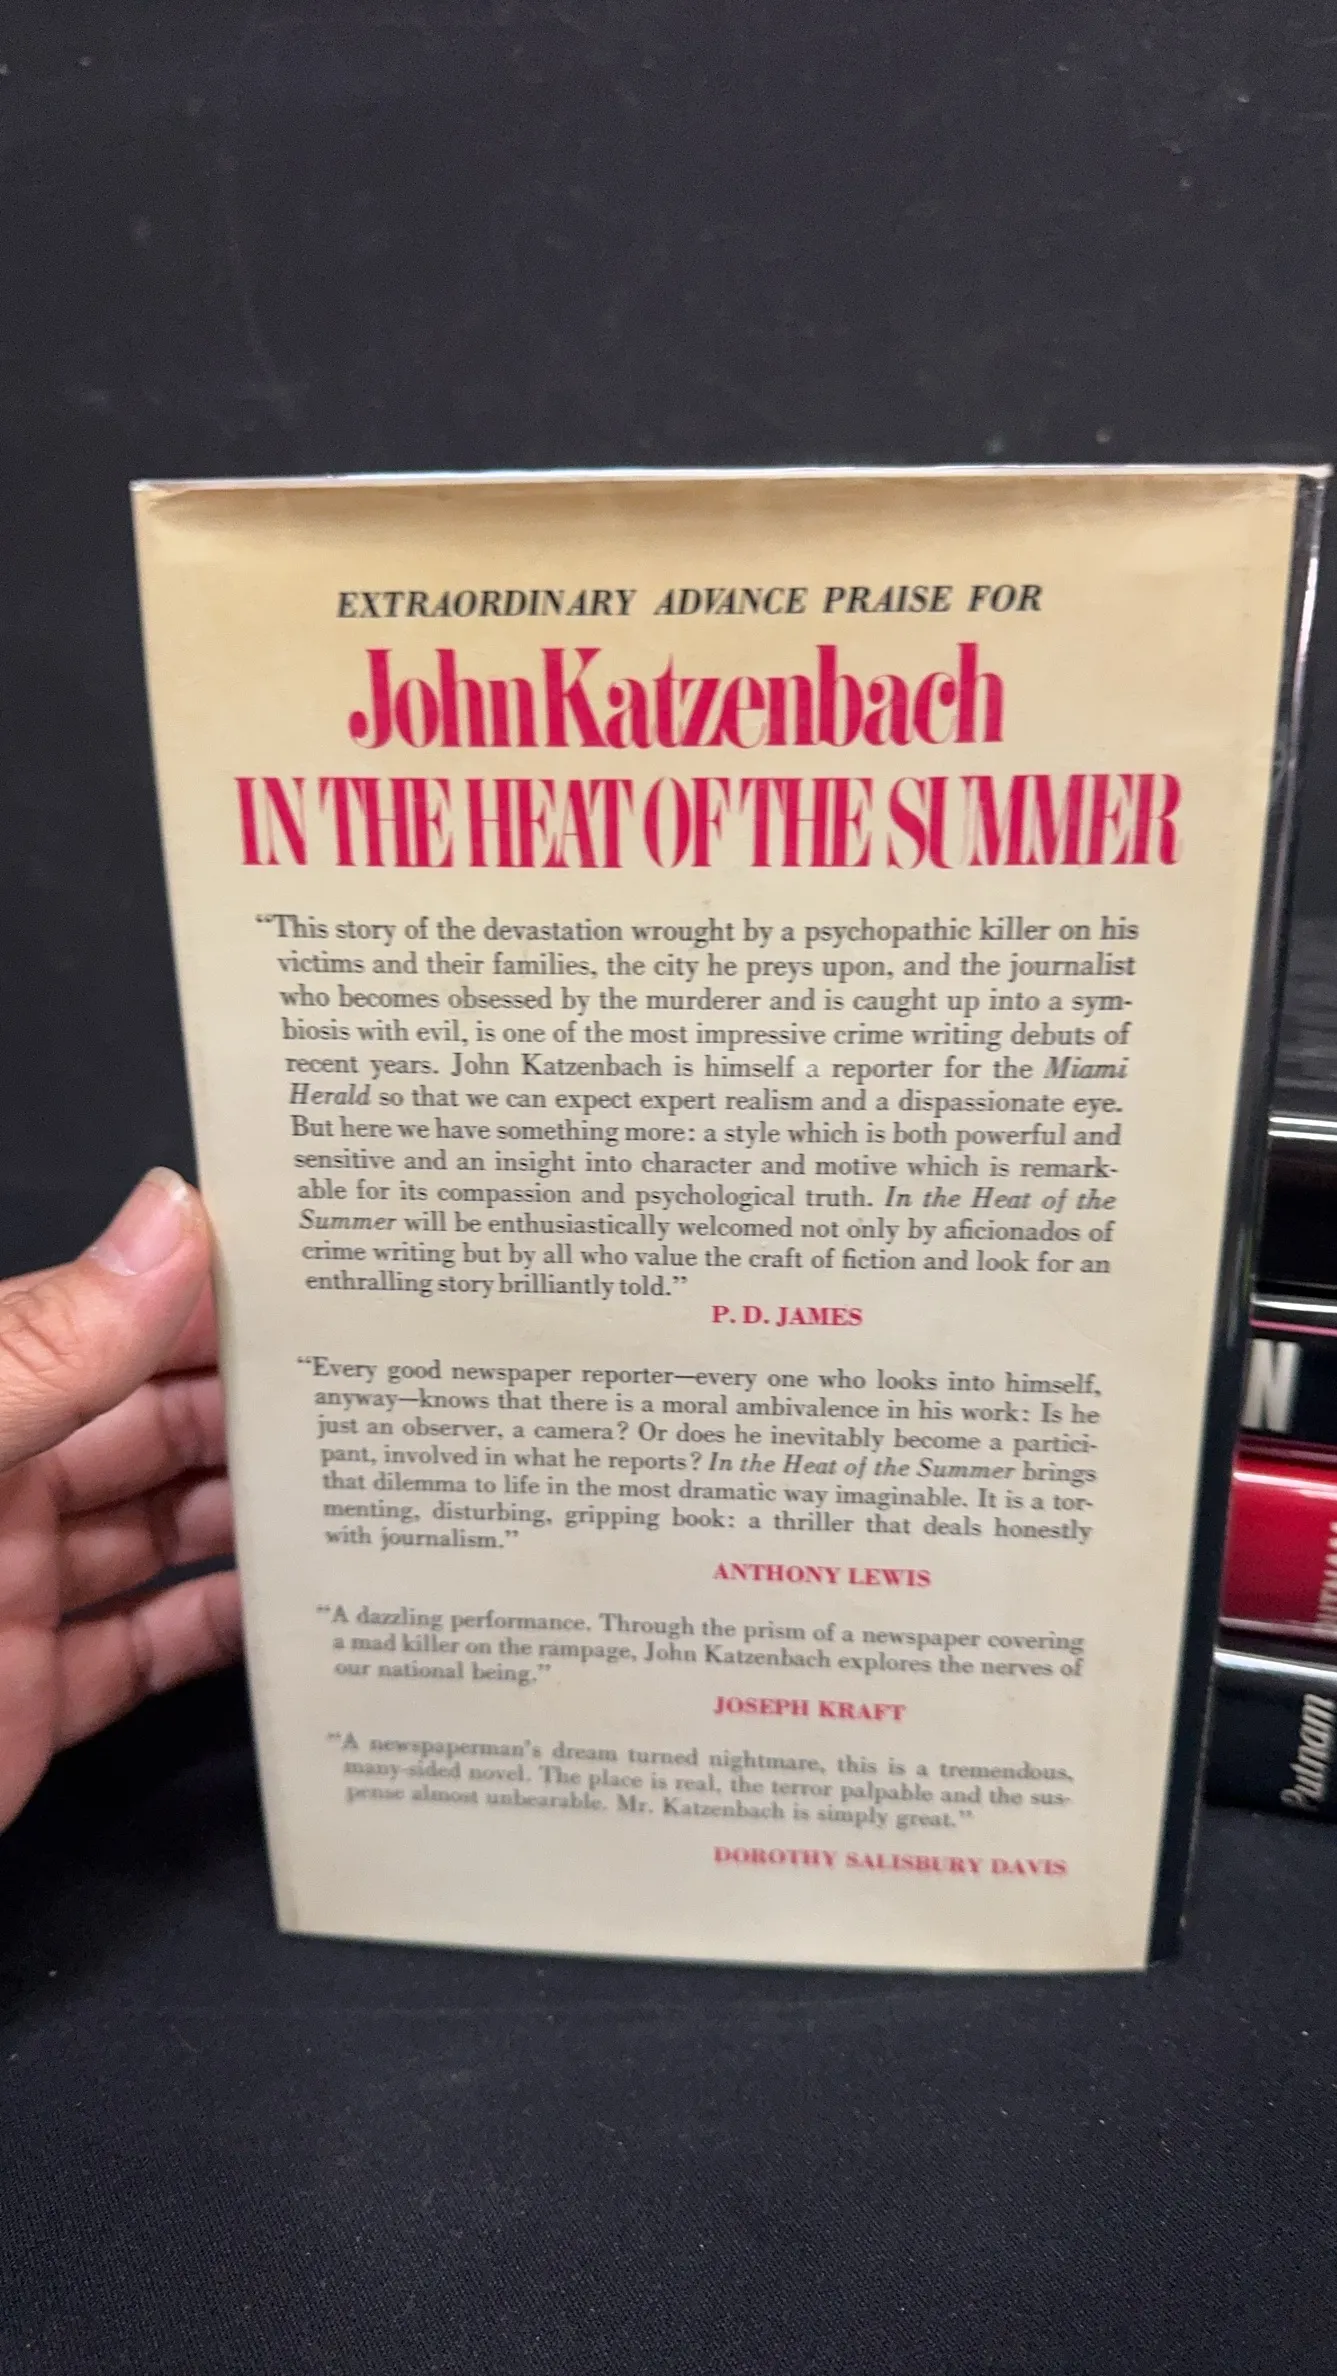 EXTRAORDINARY ADVANCE PRAISE FOR
John Katzenbach
IN THE HEAT OF THE SUMMER
“This story of the devastation wrought by a psychopathic killer on his
victims and their families, the city he preys upon, and the journalist
who becomes obsessed by the murderer and is caught up into a sym-
biosis with evil, is one of the most impressive crime writing debuts of
recent years. John Katzenbach is himself a reporter for the Miami
Herald so that we can expect expert realism and a dispassionate eye.
But here we have something more: a style which is both powerful and
sensitive and an insight into character and motive which is remark-
able for its compassion and psychological truth. In the Heat of the
Summer will be enthusiastically welcomed not only by aficionados of
crime writing but by all who value the craft of fiction and look for an
enthralling story brilliantly told.”
P. D. JAMES
“Every good newspaper reporter—every one who looks into himself,
anyway—knows that there is a moral ambivalence in his work: Is he
just an observer, a camera? Or does he inevitably become a partici-
pant, involved in what he reports? In the Heat of the Summer brings
that dilemma to life in the most dramatic way imaginable. It is a tor-
menting, disturbing, gripping book: a thriller that deals honestly
with journalism.”
ANTHONY LEWIS
“A dazzling performance. Through the prism of a newspaper covering
a mad killer on the rampage, John Katzenbach explores the nerves of
our national being.”
JOSEPH KRAFT
“A newspaperman's dream turned nightmare, this is a tremendous,
many-sided novel. The place is real, the terror palpable and the sus-
pense almost unbearable. Mr. Katzenbach is simply great.”
DOROTHY SALISBURY DAVIS
N
Putnam